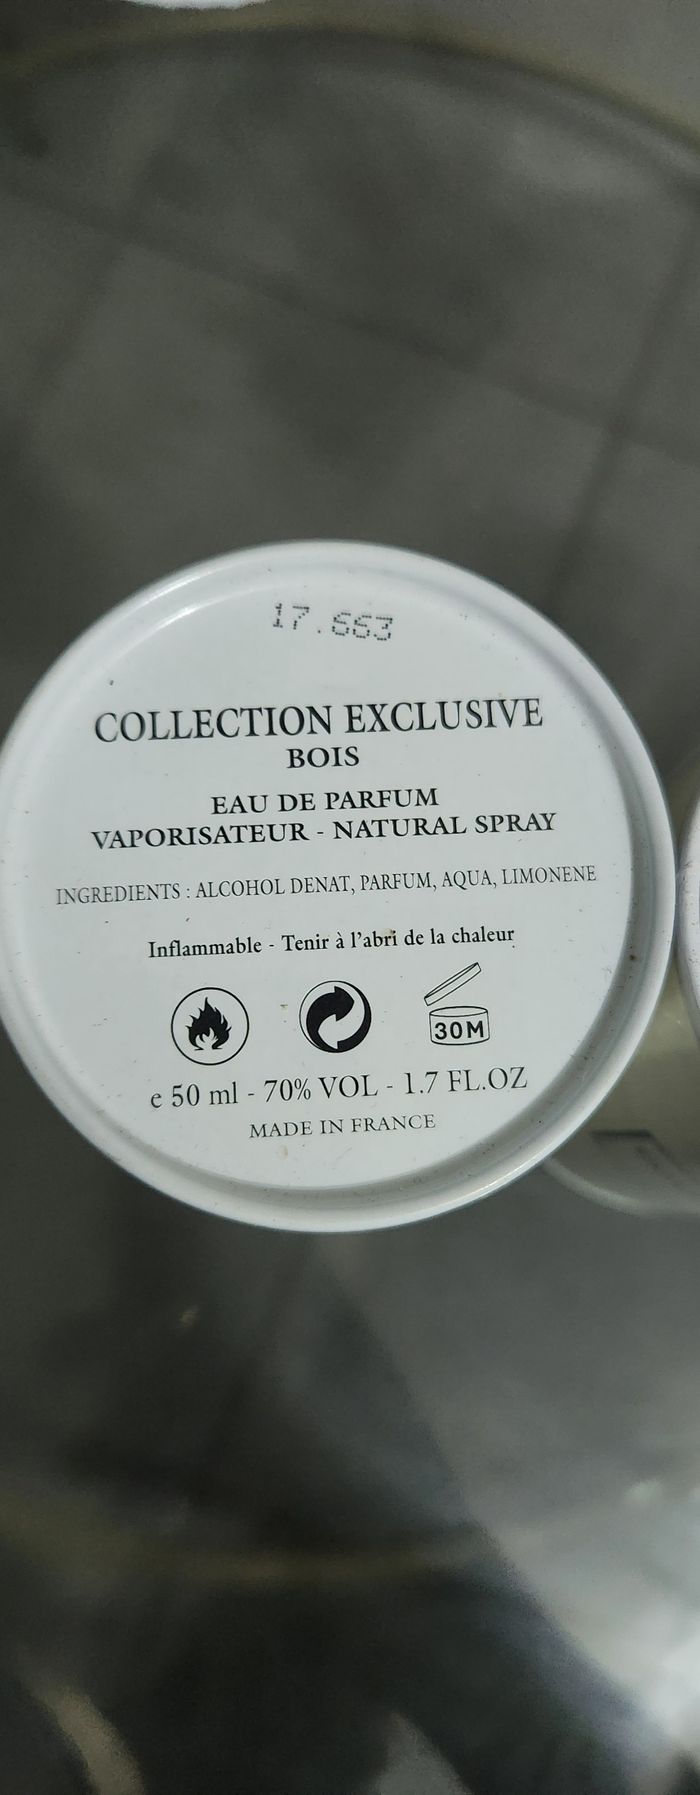 17.663
COLLECTION EXCLUSIVE
BOIS
EAU DE PARFUM
VAPORISATEUR - NATURAL SPRAY
INGREDIENTS : ALCOHOL DENAT, PARFUM, AQUA, LIMONENE
Inflammable - Tenir à l'abri de la chaleur
30M
e 50 ml - 70% VOL - 1.7 FL.OZ
MADE IN FRANCE